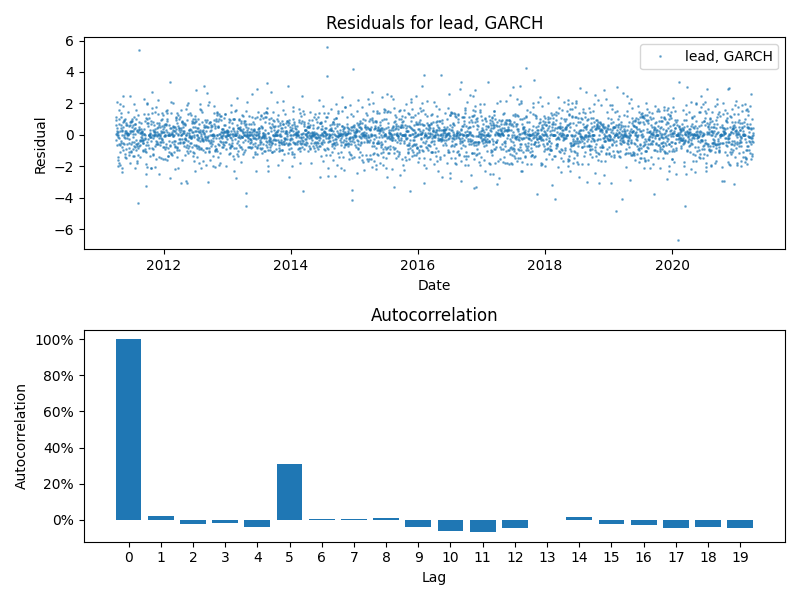 Residuals for lead, GARCH
6
4
2
0
−2
−4
−6
Residual
lead, GARCH
2012 2014 2016 2018 2020
Date
Autocorrelation
100%
80%
60%
40%
20%
0%
Autocorrelation
0 1 2 3 4 5 6 7 8 9 10 11 12 13 14 15 16 17 18 19
Lag